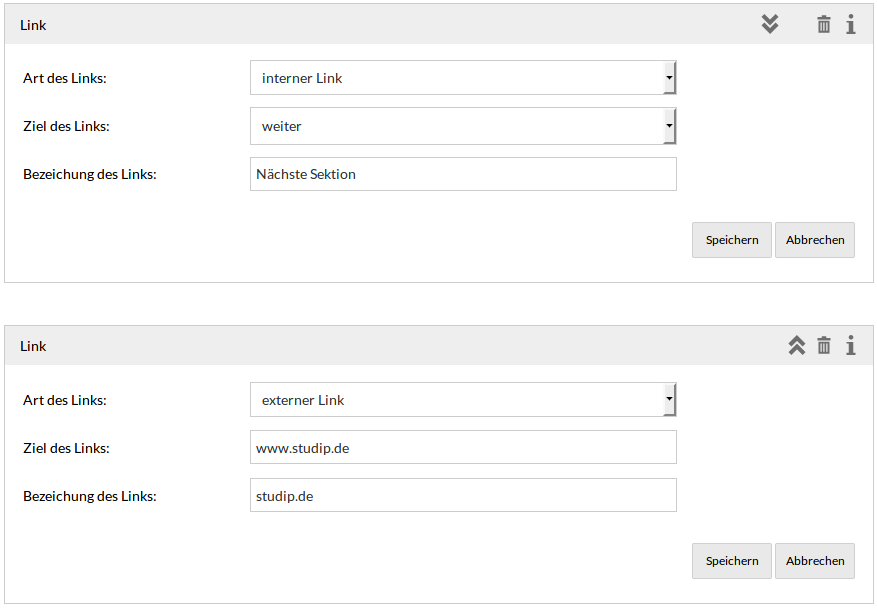 Link
Art des Links: interner Link
Ziel des Links: weiter
Bezeichung des Links: Nächste Sektion
Speichern Abbrechen
Link
Art des Links: externer Link
Ziel des Links: www.studip.de
Bezeichung des Links: studip.de
Speichern Abbrechen